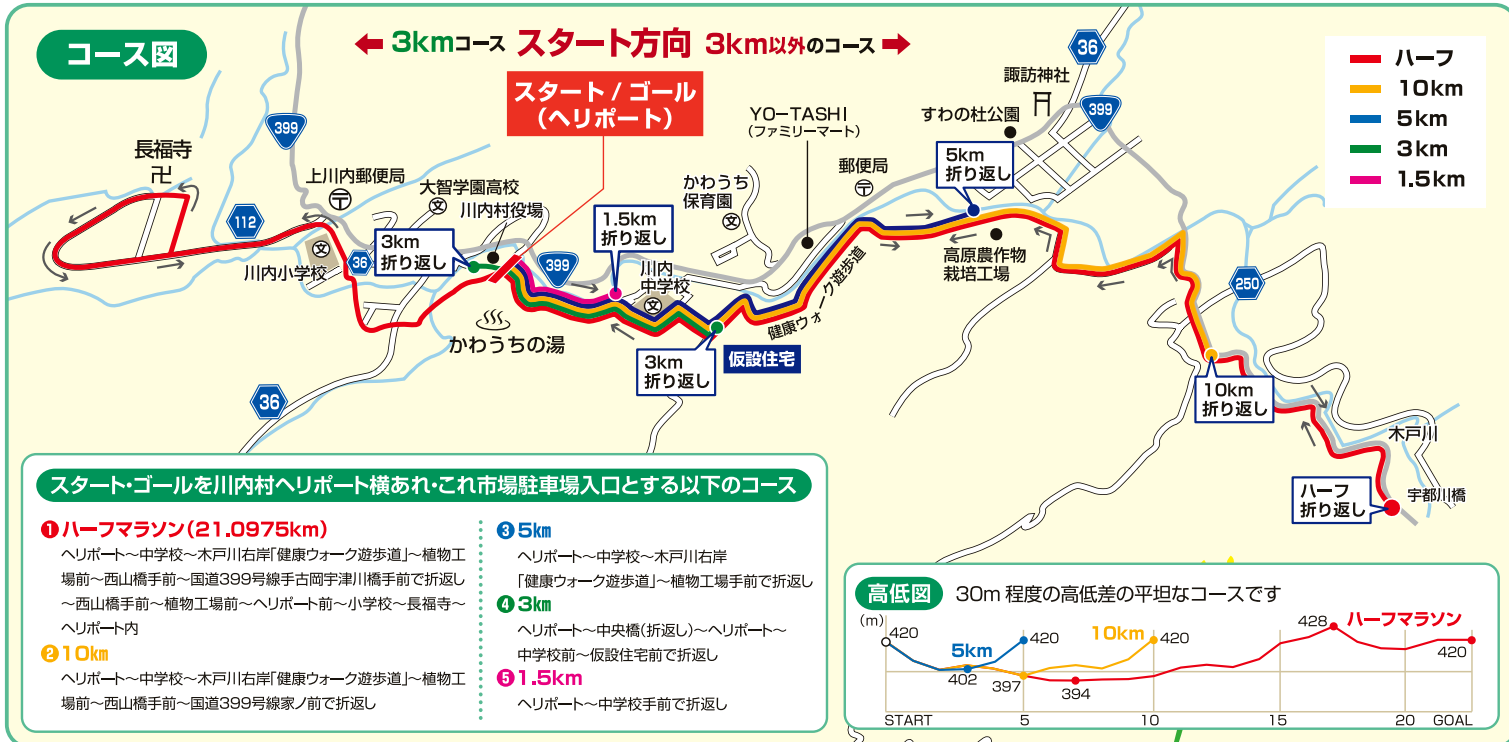 コース図
3kmコース スタート方向 3km以外のコース
スタート / ゴール
(ヘリポート)
ハーフ
10km
5km
3km
1.5km
36
諏訪神社
399
すわの杜公園
YO-TASHI
(ファミリーマート)
郵便局
5km
折り返し
かわうち
保育園
長福寺
399
上川内郵便局
大智学園高校
川内村役場
112
川内小学校
36
3km
折り返し
1.5km
折り返し
399
川内
中学校
かわうちの湯
3km
折り返し
仮設住宅
健康ウォーク遊歩道
高原農作物
栽培工場
250
10km
折り返し
36
木戸川
ハーフ
折り返し
宇都川橋
スタート・ゴールを川内村ヘリポート横あれ・これ市場駐車場入口とする以下のコース
❶ハーフマラソン(21.0975km)
ヘリポート〜中学校〜木戸川右岸「健康ウォーク遊歩道」〜植物工
場前〜西山橋手前〜国道399号線手古岡宇津川橋手前で折返し
〜西山橋手前〜植物工場前〜ヘリポート前〜小学校〜長福寺〜
ヘリポート内
❷10km
ヘリポート〜中学校〜木戸川右岸「健康ウォーク遊歩道」〜植物工
場前〜西山橋手前〜国道399号線家ノ前で折返し
❸5km
ヘリポート〜中学校〜木戸川右岸
「健康ウォーク遊歩道」〜植物工場手前で折返し
❹3km
ヘリポート〜中央橋(折返し)〜ヘリポート〜
中学校前〜仮設住宅前で折返し
❺1.5km
ヘリポート〜中学校手前で折返し
高低図 30m 程度の高低差の平坦なコースです
(m)
420
5km
402
420
397
394
10km
420
428
ハーフマラソン
420
START 5 10 15 20 GOAL